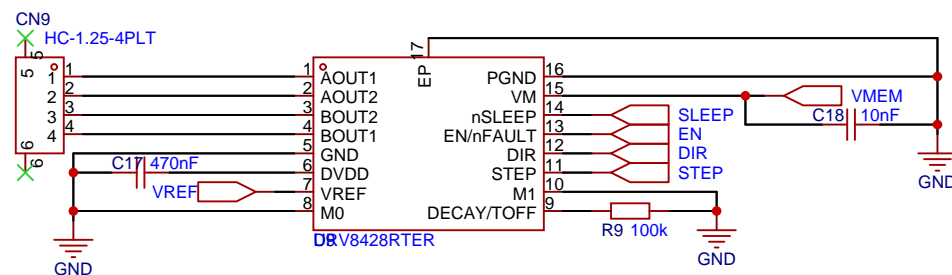 CN9
HC-1.25-4PLT
5
5
1
2
3
4
6
6
1
2
3
4
17
EP
1
2
3
4
5
6
7
8
AOUT1
AOUT2
BOUT2
BOUT1
GND
DVDD
VREF
M0
PGND
VM
nSLEEP
EN/nFAULT
DIR
STEP
M1
DECAY/TOFF
16
15
14
13
12
11
10
9
C17 470nF
VREF
GND
DRV8428RTER
SLEEP
EN
DIR
STEP
R9 100k
GND
VMEM
C18 10nF
GND